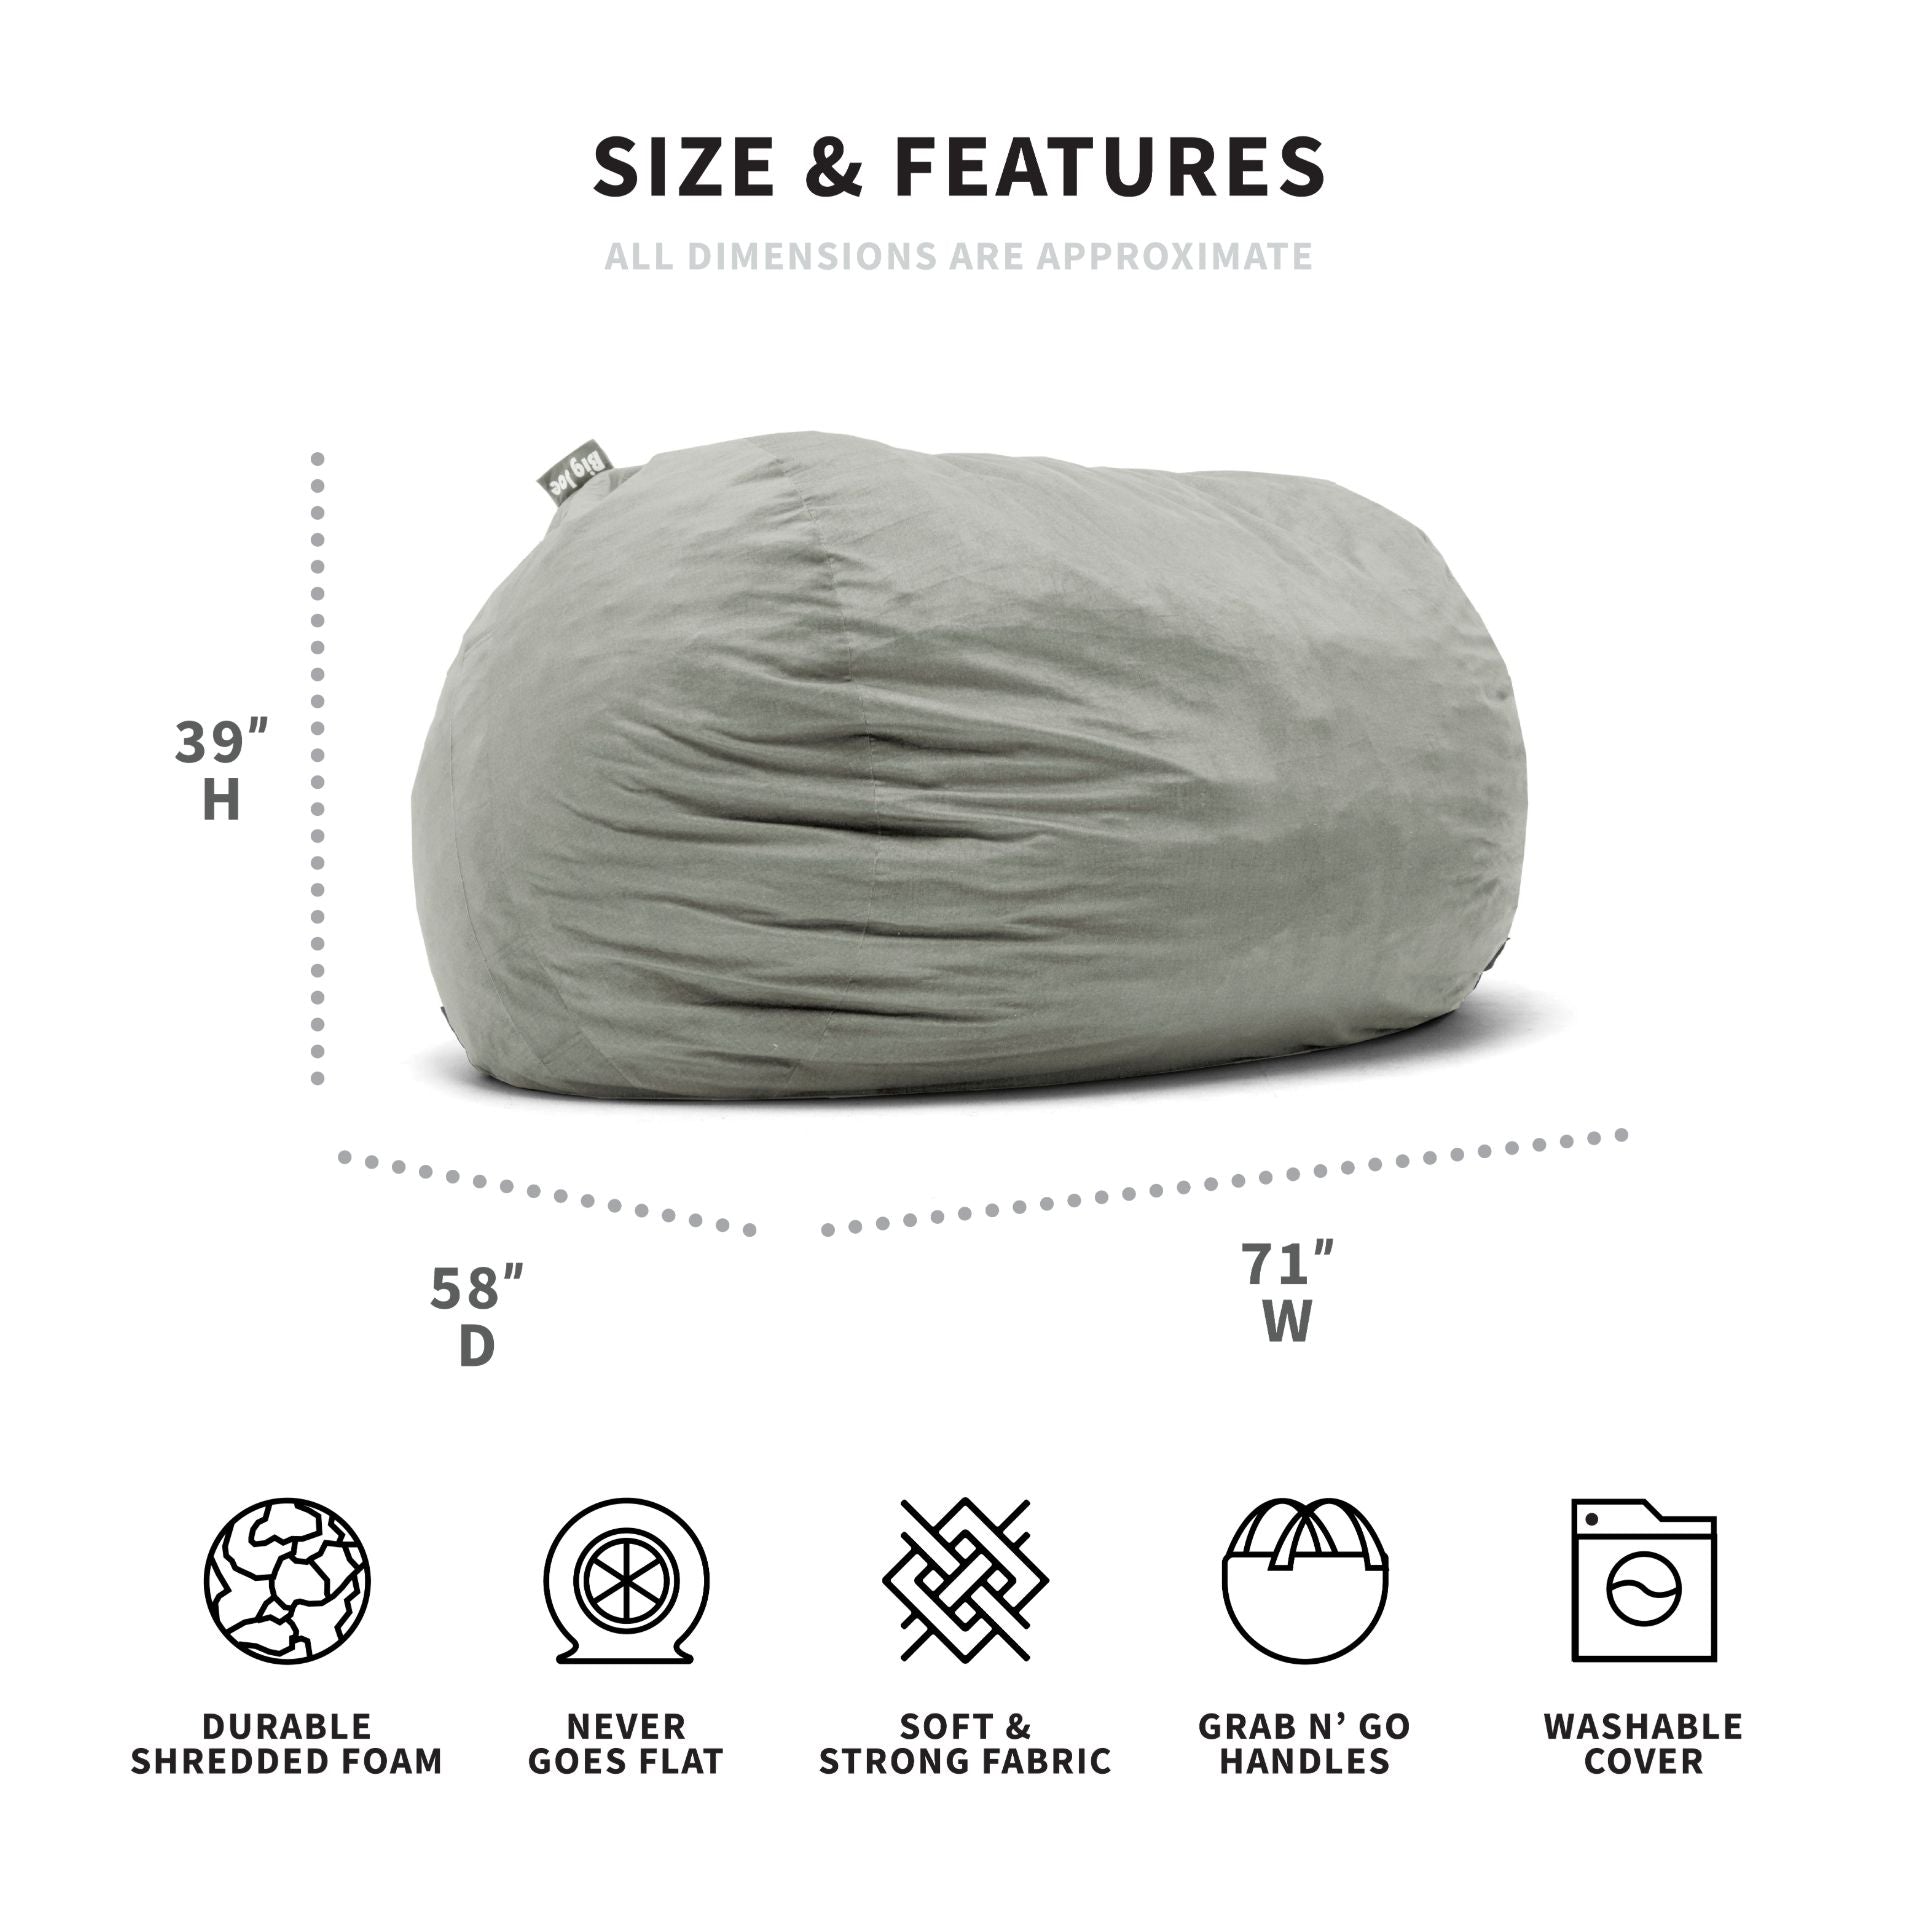 SIZE & FEATURES
ALL DIMENSIONS ARE APPROXIMATE
Big Joe
39"
H
58"
D
71"
W
DURABLE
SHREDDED FOAM
NEVER
GOES FLAT
SOFT &
STRONG FABRIC
GRAB N’ GO
HANDLES
WASHABLE
COVER